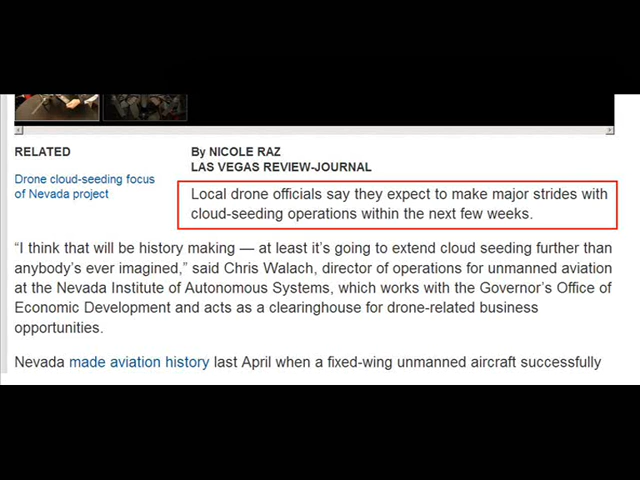 RELATED
Drone cloud-seeding focus
of Nevada project
By NICOLE RAZ
LAS VEGAS REVIEW-JOURNAL
Local drone officials say they expect to make major strides with
cloud-seeding operations within the next few weeks.
“I think that will be history making — at least it’s going to extend cloud seeding further than
anybody’s ever imagined,” said Chris Walach, director of operations for unmanned aviation
at the Nevada Institute of Autonomous Systems, which works with the Governor’s Office of
Economic Development and acts as a clearinghouse for drone-related business
opportunities.
Nevada made aviation history last April when a fixed-wing unmanned aircraft successfully